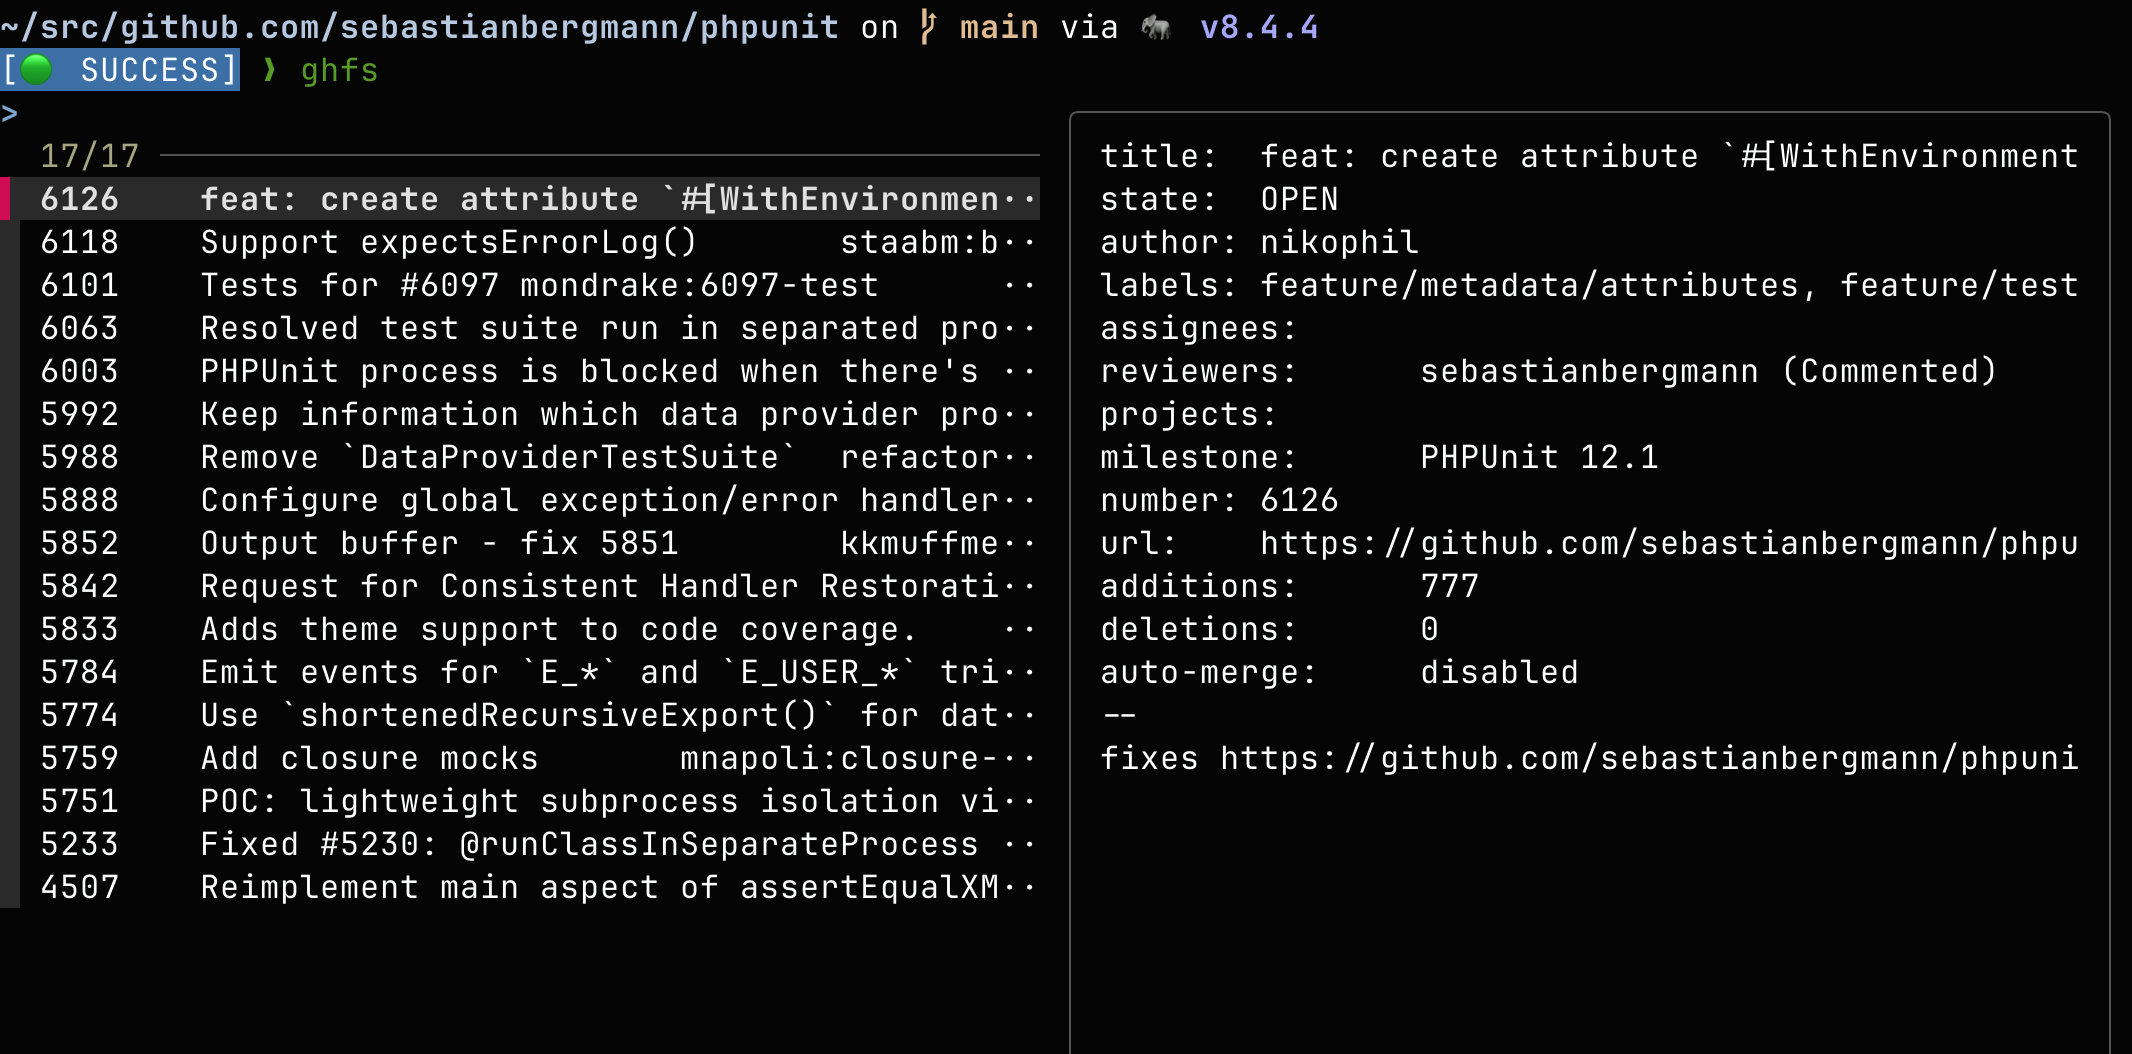 ~/src/github.com/sebastianbergmann/phpunit on main via 🐘 v8.4.4
[🟢 SUCCESS] ❯ ghfs
>
17/17
6126 feat: create attribute `#[WithEnvironmen··
6118 Support expectsErrorLog() staabm:b··
6101 Tests for #6097 mondrake:6097-test ··
6063 Resolved test suite run in separated pro··
6003 PHPUnit process is blocked when there's ··
5992 Keep information which data provider pro··
5988 Remove `DataProviderTestSuite` refactor··
5888 Configure global exception/error handler··
5852 Output buffer - fix 5851 kkmuffme··
5842 Request for Consistent Handler Restorati··
5833 Adds theme support to code coverage. ··
5784 Emit events for `E_*` and `E_USER_*` tri··
5774 Use `shortenedRecursiveExport()` for dat··
5759 Add closure mocks mnapoli:closure-··
5751 POC: lightweight subprocess isolation vi··
5233 Fixed #5230: @runClassInSeparateProcess ··
4507 Reimplement main aspect of assertEqualXM··
title: feat: create attribute `#[WithEnvironment
state: OPEN
author: nikophil
labels: feature/metadata/attributes, feature/test
assignees:
reviewers: sebastianbergmann (Commented)
projects:
milestone: PHPUnit 12.1
number: 6126
url: https://github.com/sebastianbergmann/phpu
additions: 777
deletions: 0
auto-merge: disabled
--
fixes https://github.com/sebastianbergmann/phpuni